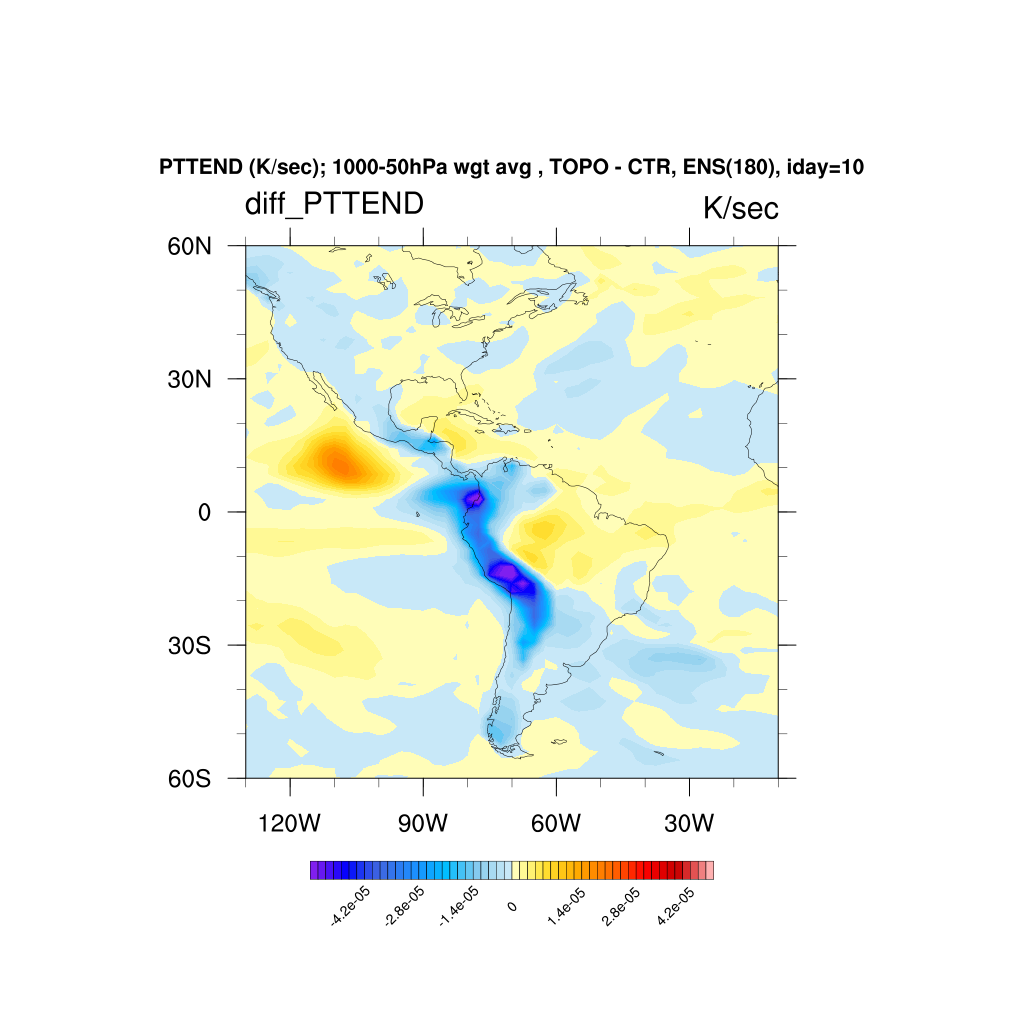 PTTEND (K/sec); 1000-50hPa wgt avg , TOPO - CTR, ENS(180), iday=10
diff_PTTEND K/sec
60N
30N
0
30S
60S
120W 90W 60W 30W
-4.2e-05 -2.8e-05 -1.4e-05 0 1.4e-05 2.8e-05 4.2e-05